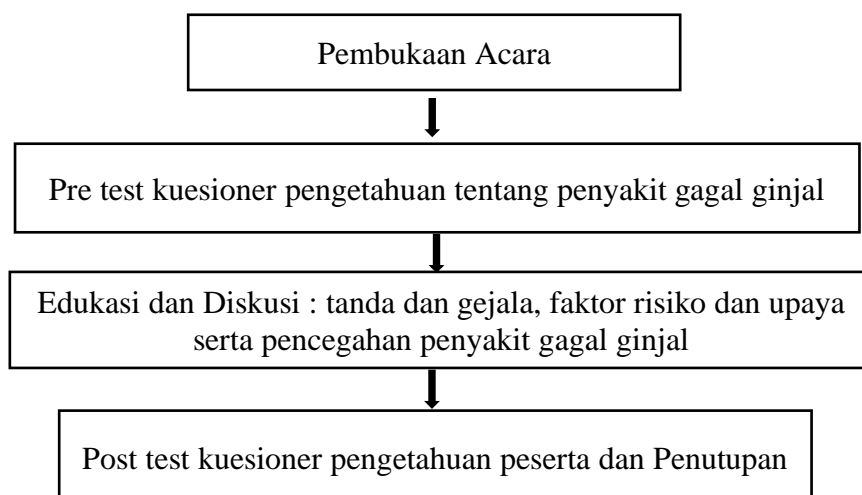 Pembukaan Acara
Pre test kuesioner pengetahuan tentang penyakit gagal ginjal
Edukasi dan Diskusi : tanda dan gejala, faktor risiko dan upaya
serta pencegahan penyakit gagal ginjal
Post test kuesioner pengetahuan peserta dan Penutupan